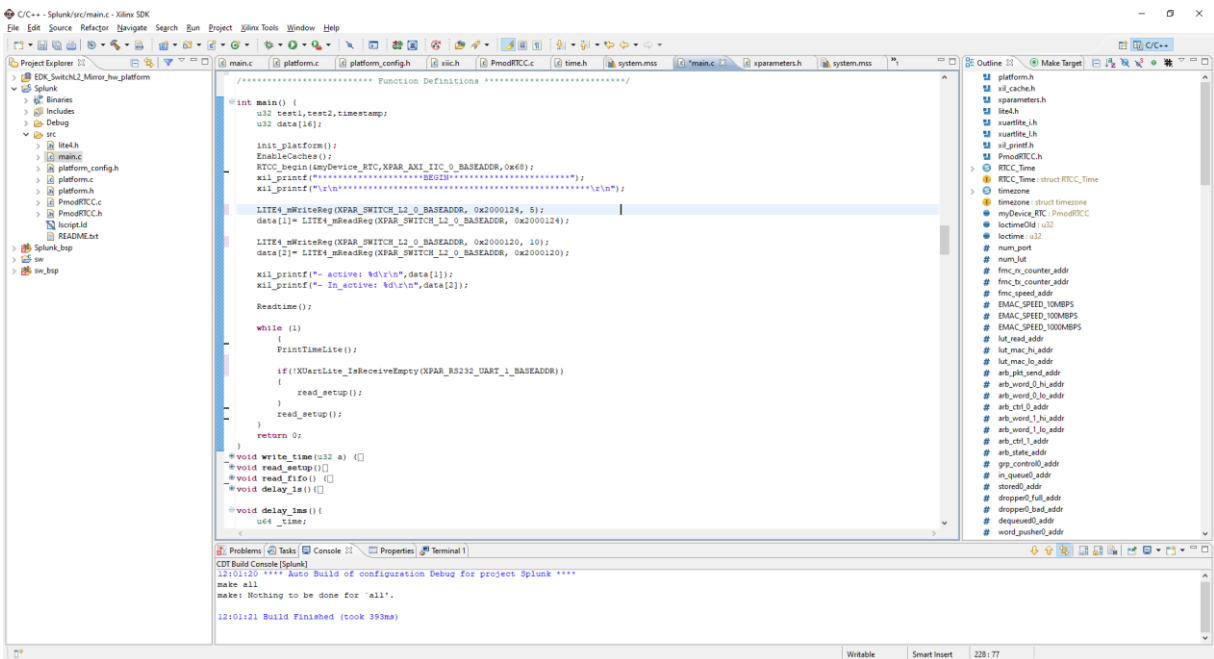 C/C++ - Splunk/src/main.c - Xilinx SDK
File Edit Source Refactor Navigate Search Run Project Xilinx Tools Window Help
C/C++
Project Explorer
EDK_SwitchL2_Mirror_hw_platform
Splunk
Binaries
Includes
Debug
src
lite4.h
main.c
platform_config.h
platform.c
platform.h
PmodRTCC.c
PmodRTCC.h
lscript.ld
README.txt
Splunk_bsp
sw
sw_bsp
main.c platform.c platform_config.h xiic.h PmodRTCC.c time.h system.mss *main.c xparameters.h system.mss
/************************** Function Definitions ****************************/
int main() {
u32 test1,test2,timestamp;
u32 data[16];
init_platform();
EnableCaches();
RTCC_begin(&myDevice_RTC,XPAR_AXI_IIC_0_BASEADDR,0x68);
xil_printf("*********************BEGIN************************");
xil_printf("\r\n**************************************************\r\n");
LITE4_mWriteReg(XPAR_SWITCH_L2_0_BASEADDR, 0x2000124, 5);
data[1]= LITE4_mReadReg(XPAR_SWITCH_L2_0_BASEADDR, 0x2000124);
LITE4_mWriteReg(XPAR_SWITCH_L2_0_BASEADDR, 0x2000120, 10);
data[2]= LITE4_mReadReg(XPAR_SWITCH_L2_0_BASEADDR, 0x2000120);
xil_printf("- active: %d\r\n",data[1]);
xil_printf("- In_active: %d\r\n",data[2]);
Readtime();
while (1)
{
PrintTimeLite();
if(!XUartLite_IsReceiveEmpty(XPAR_RS232_UART_1_BASEADDR))
{
read_setup();
}
read_setup();
}
return 0;
}
void write_time(u32 a) {
void read_setup()
void read_fifo() {
void delay_1s(){
void delay_1ms(){
u64 _time;
Outline Make Target
platform.h
xil_cache.h
xparameters.h
lite4.h
xuartlite_i.h
xuartlite_l.h
xil_printf.h
PmodRTCC.h
RTCC_Time
RTCC_Time : struct RTCC_Time
timezone
timezone : struct timezone
myDevice_RTC : PmodRTCC
loctimeOld : u32
loctime : u32
num_port
num_lut
fmc_rx_counter_addr
fmc_tx_counter_addr
fmc_speed_addr
EMAC_SPEED_10MBPS
EMAC_SPEED_100MBPS
EMAC_SPEED_1000MBPS
lut_read_addr
lut_mac_hi_addr
lut_mac_lo_addr
arb_pkt_send_addr
arb_word_0_hi_addr
arb_word_0_lo_addr
arb_ctrl_0_addr
arb_word_1_hi_addr
arb_word_1_lo_addr
arb_ctrl_1_addr
arb_state_addr
grp_control0_addr
in_queue0_addr
stored0_addr
dropper0_full_addr
dropper0_bad_addr
dequeued0_addr
word_pusher0_addr
Problems Tasks Console Properties Terminal 1
CDT Build Console [Splunk]
12:01:20 **** Auto Build of configuration Debug for project Splunk ****
make all
make: Nothing to be done for `all'.
12:01:21 Build Finished (took 393ms)
Writable Smart Insert 228 : 77